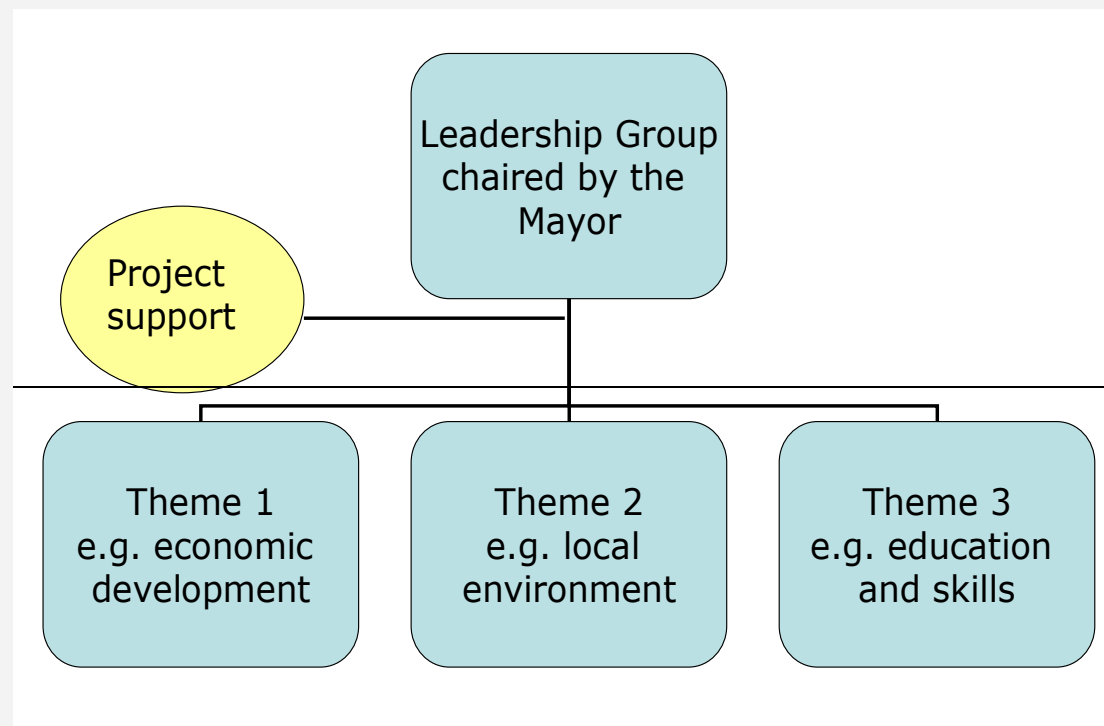 Leadership Group
chaired by the
Mayor
Project
support
Theme 1
e.g. economic
development
Theme 2
e.g. local
environment
Theme 3
e.g. education
and skills